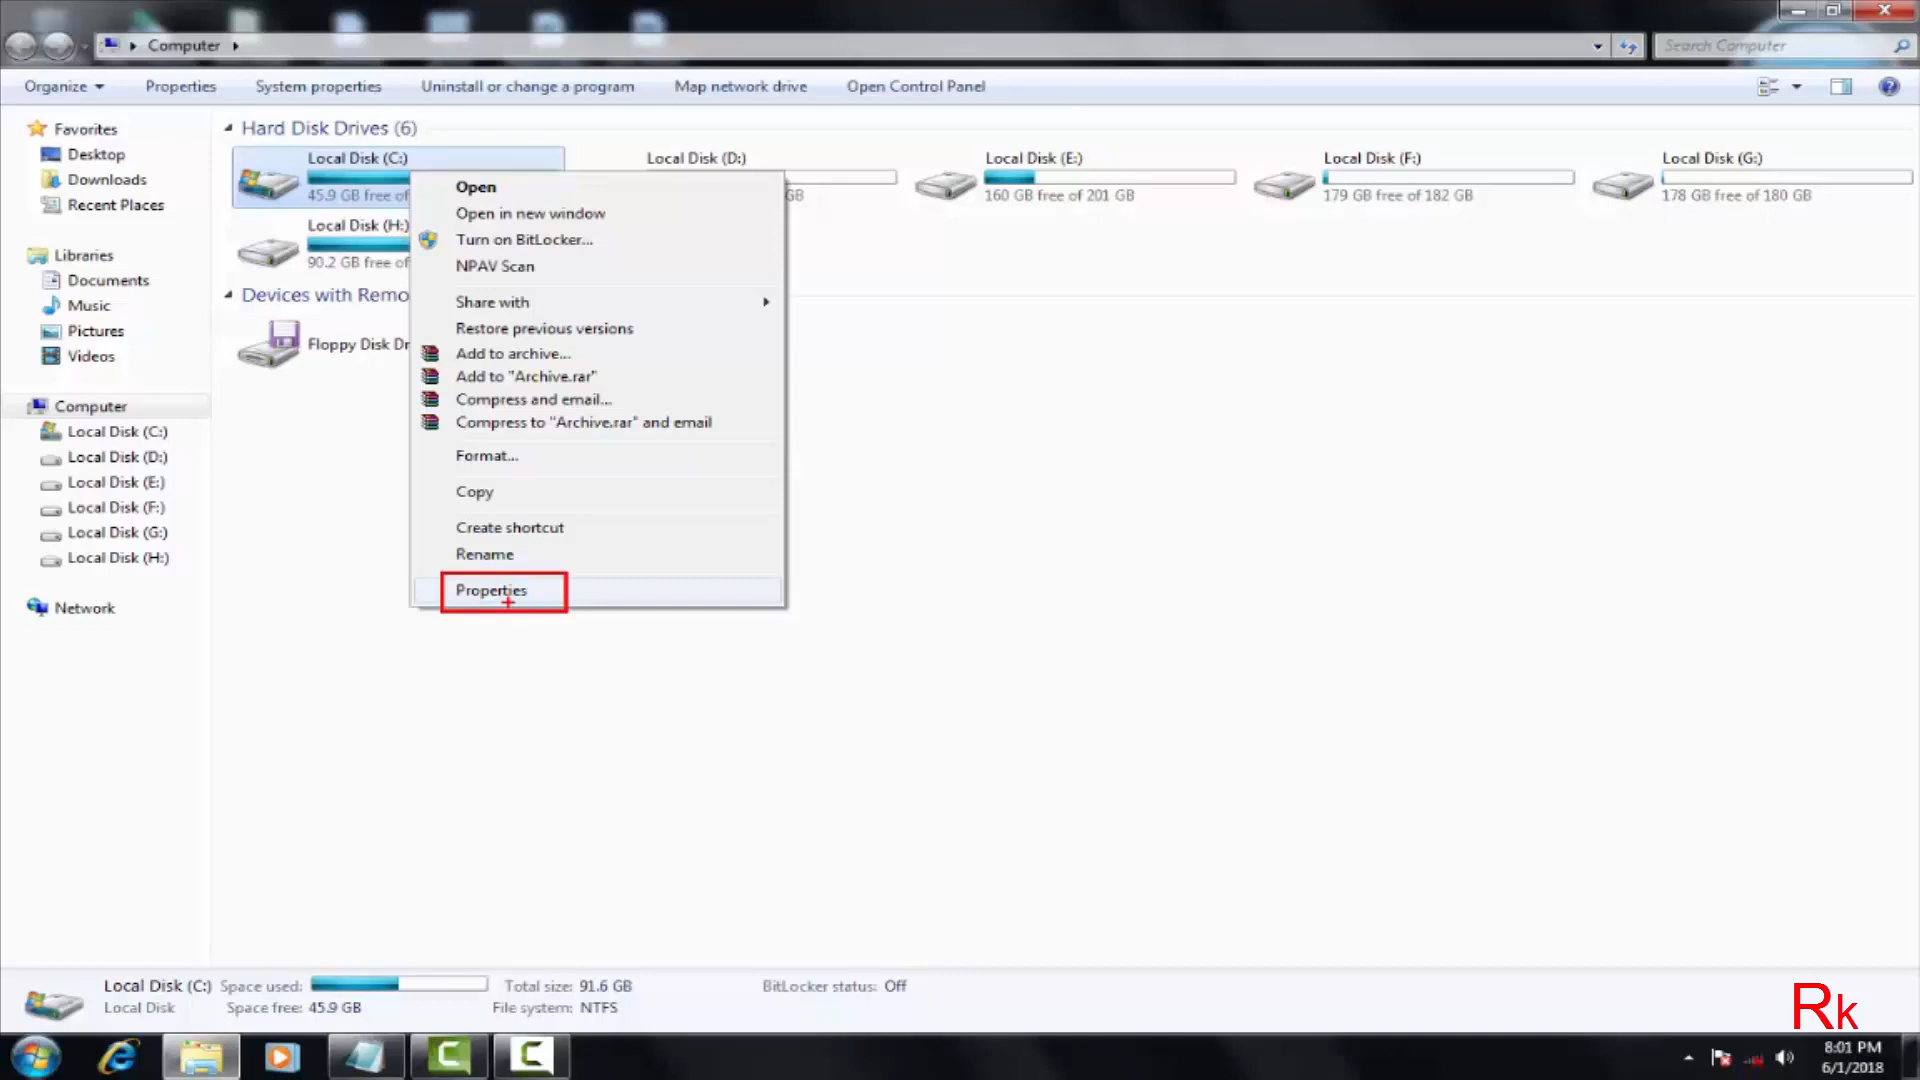 Computer
Search Computer
Organize
Properties
System properties
Uninstall or change a program
Map network drive
Open Control Panel
Favorites
Desktop
Downloads
Recent Places
Libraries
Documents
Music
Pictures
Videos
Computer
Local Disk (C:)
Local Disk (D:)
Local Disk (E:)
Local Disk (F:)
Local Disk (G:)
Local Disk (H:)
Network
Hard Disk Drives (6)
Local Disk (C:)
45.9 GB free of
Local Disk (D:)
GB
Local Disk (E:)
160 GB free of 201 GB
Local Disk (F:)
179 GB free of 182 GB
Local Disk (G:)
178 GB free of 180 GB
Local Disk (H:)
90.2 GB free of
Devices with Remo
Floppy Disk Dr
Open
Open in new window
Turn on BitLocker...
NPAV Scan
Share with
Restore previous versions
Add to archive...
Add to "Archive.rar"
Compress and email...
Compress to "Archive.rar" and email
Format...
Copy
Create shortcut
Rename
Properties
Local Disk (C:) Space used: Total size: 91.6 GB BitLocker status: Off
Local Disk Space free: 45.9 GB File system: NTFS
Rk
8:01 PM
6/1/2018